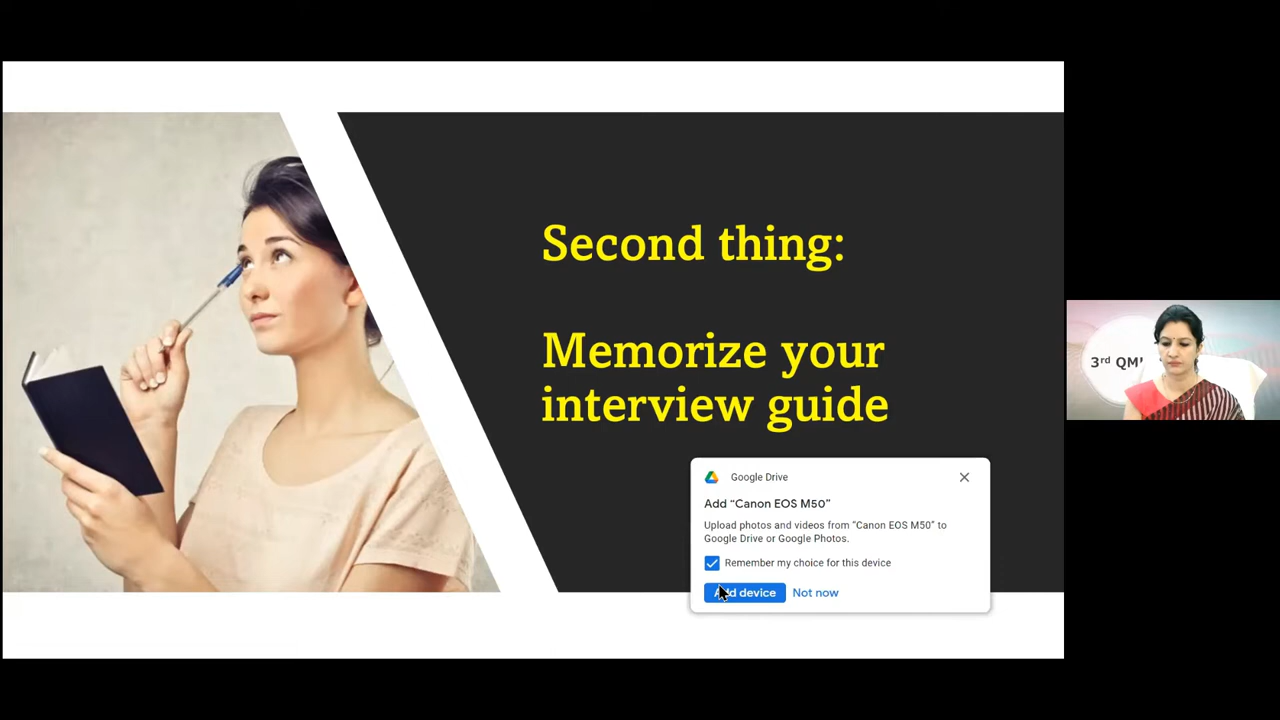 Second thing:
Memorize your
interview guide
3rd QM
Google Drive
Add “Canon EOS M50”
Upload photos and videos from “Canon EOS M50” to
Google Drive or Google Photos.
Remember my choice for this device
Add device
Not now